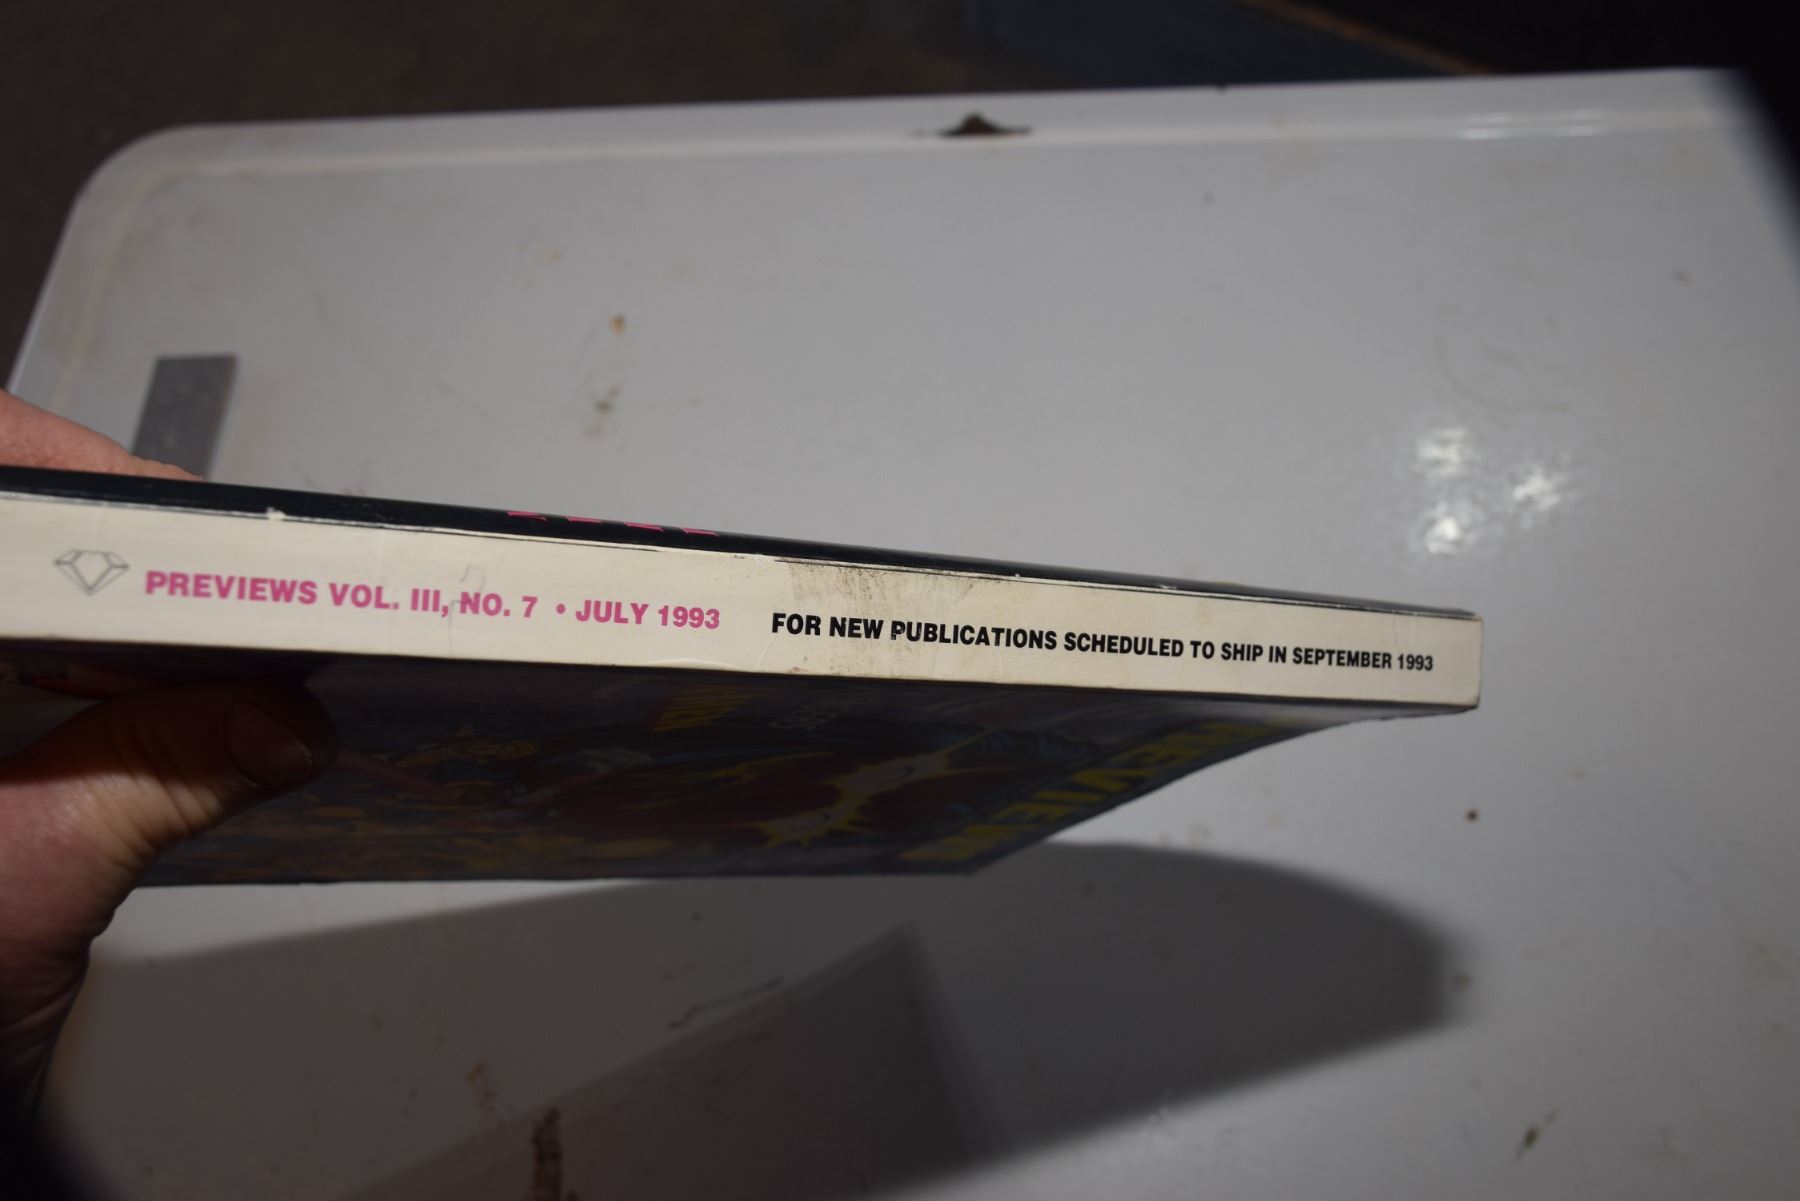 PREVIEWS VOL. III, NO. 7 • JULY 1993 FOR NEW PUBLICATIONS SCHEDULED TO SHIP IN SEPTEMBER 1993